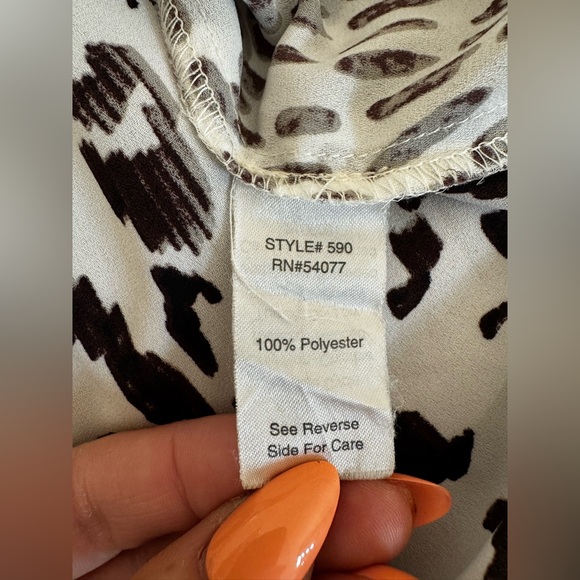 STYLE# 590
RN#54077
100% Polyester
See Reverse
Side For Care